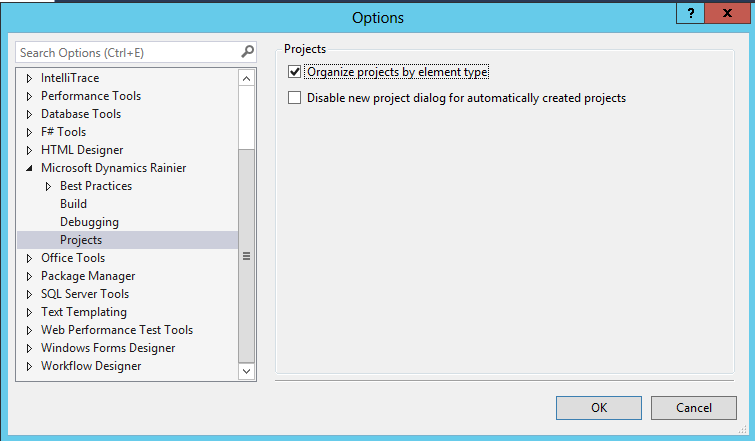 Options
?
x
Search Options (Ctrl+E)
IntelliTrace
Performance Tools
Database Tools
F# Tools
HTML Designer
Microsoft Dynamics Rainier
Best Practices
Build
Debugging
Projects
Office Tools
Package Manager
SQL Server Tools
Text Templating
Web Performance Test Tools
Windows Forms Designer
Workflow Designer
Projects
Organize projects by element type
Disable new project dialog for automatically created projects
OK
Cancel